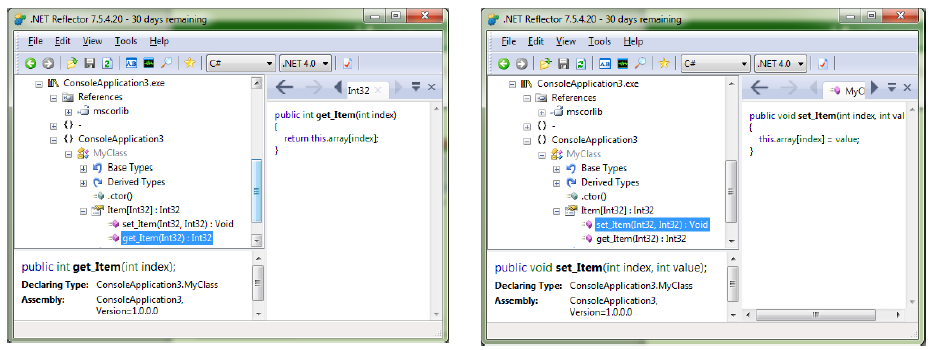 .NET Reflector 7.5.4.20 - 30 days remaining
File Edit View Tools Help
C# .NET 4.0
ConsoleApplication3.exe
References
mscorlib
{ } -
{ } ConsoleApplication3
MyClass
Base Types
Derived Types
.ctor()
Item[Int32] : Int32
set_Item(Int32, Int32) : Void
get_Item(Int32) : Int32
Int32
public int get_Item(int index)
{
return this.array[index];
}
public int get_Item(int index);
Declaring Type: ConsoleApplication3.MyClass
Assembly: ConsoleApplication3,
Version=1.0.0.0
.NET Reflector 7.5.4.20 - 30 days remaining
File Edit View Tools Help
C# .NET 4.0
ConsoleApplication3.exe
References
mscorlib
{ } -
{ } ConsoleApplication3
MyClass
Base Types
Derived Types
.ctor()
Item[Int32] : Int32
set_Item(Int32, Int32) : Void
get_Item(Int32) : Int32
MyO
public void set_Item(int index, int val
{
this.array[index] = value;
}
public void set_Item(int index, int value);
Declaring Type: ConsoleApplication3.MyClass
Assembly: ConsoleApplication3,
Version=1.0.0.0